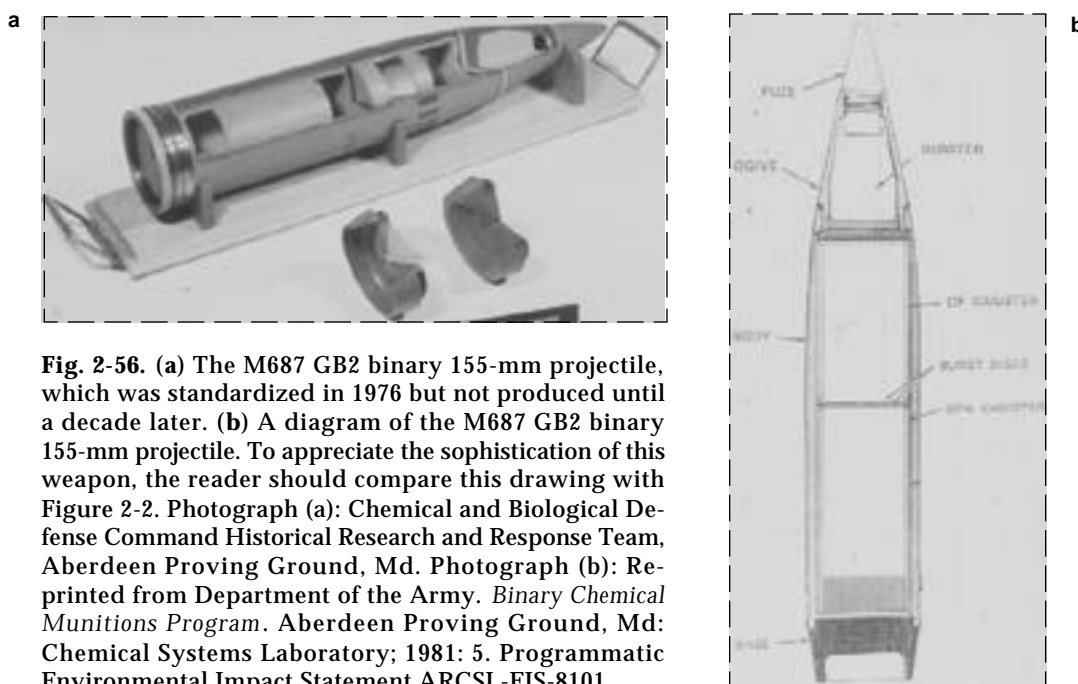 a
b
Fig. 2-56. (a) The M687 GB2 binary 155-mm projectile,
which was standardized in 1976 but not produced until
a decade later. (b) A diagram of the M687 GB2 binary
155-mm projectile. To appreciate the sophistication of this
weapon, the reader should compare this drawing with
Figure 2-2. Photograph (a): Chemical and Biological De-
fense Command Historical Research and Response Team,
Aberdeen Proving Ground, Md. Photograph (b): Re-
printed from Department of the Army. Binary Chemical
Munitions Program. Aberdeen Proving Ground, Md:
Chemical Systems Laboratory; 1981: 5. Programmatic
Environmental Impact Statement ARCSL-EIS-8101.
FUZE
BURSTER
OGIVE
DF CANISTER
BODY
BURST DISCS
BASE